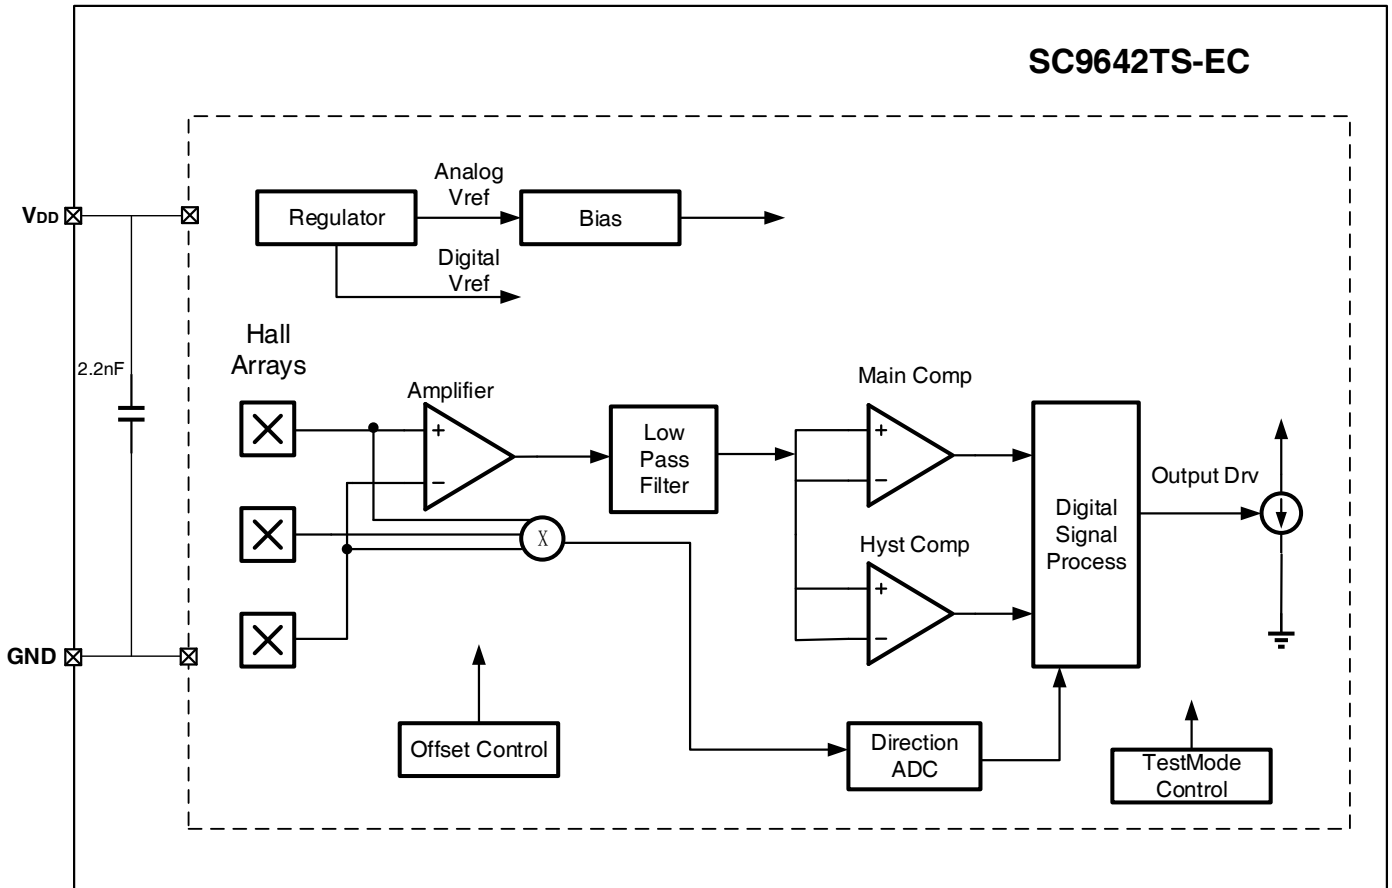 SC9642TS-EC
VDD
GND
2.2nF
Regulator
Analog
Vref
Bias
Digital
Vref
Hall
Arrays
Amplifier
+
−
X
Low
Pass
Filter
Main Comp
+
−
Hyst Comp
+
−
Digital
Signal
Process
Output Drv
Offset Control
Direction
ADC
TestMode
Control